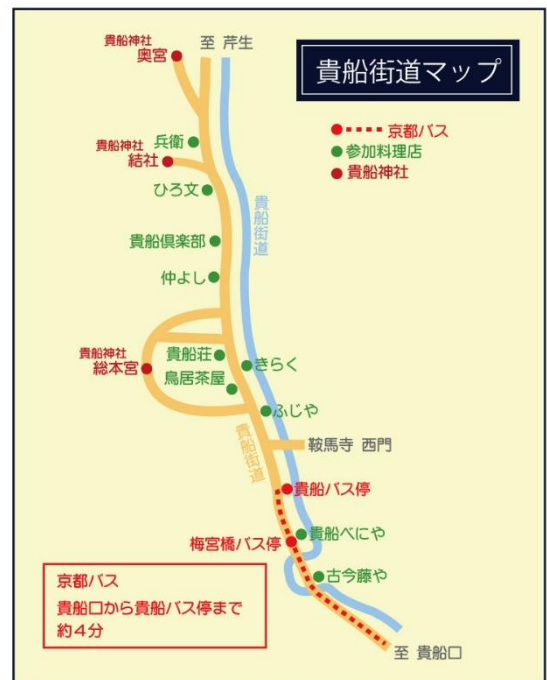 貴船街道マップ
京都バス
参加料理店
貴船神社
貴船神社
奥宮
至 芹生
兵衛
貴船神社
結社
ひろ文
貴船街道
貴船倶楽部
仲よし
貴船神社
総本宮
貴船荘
きらく
鳥居茶屋
ふじや
貴船街道
鞍馬寺 西門
貴船バス停
貴船べにや
梅宮橋バス停
古今藤や
京都バス
貴船口から貴船バス停まで
約4分
至 貴船口